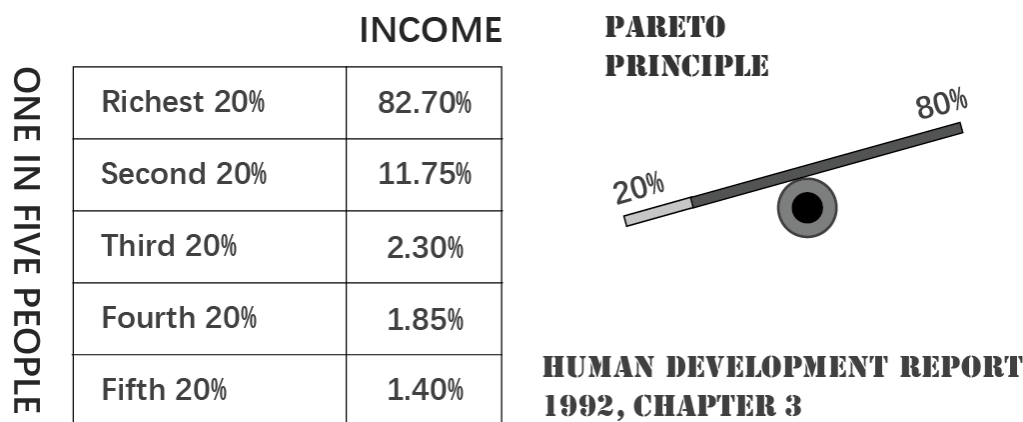 INCOME
ONE IN FIVE PEOPLE
Richest 20% 82.70%
Second 20% 11.75%
Third 20% 2.30%
Fourth 20% 1.85%
Fifth 20% 1.40%
PARETO
PRINCIPLE
20%
80%
HUMAN DEVELOPMENT REPORT
1992, CHAPTER 3